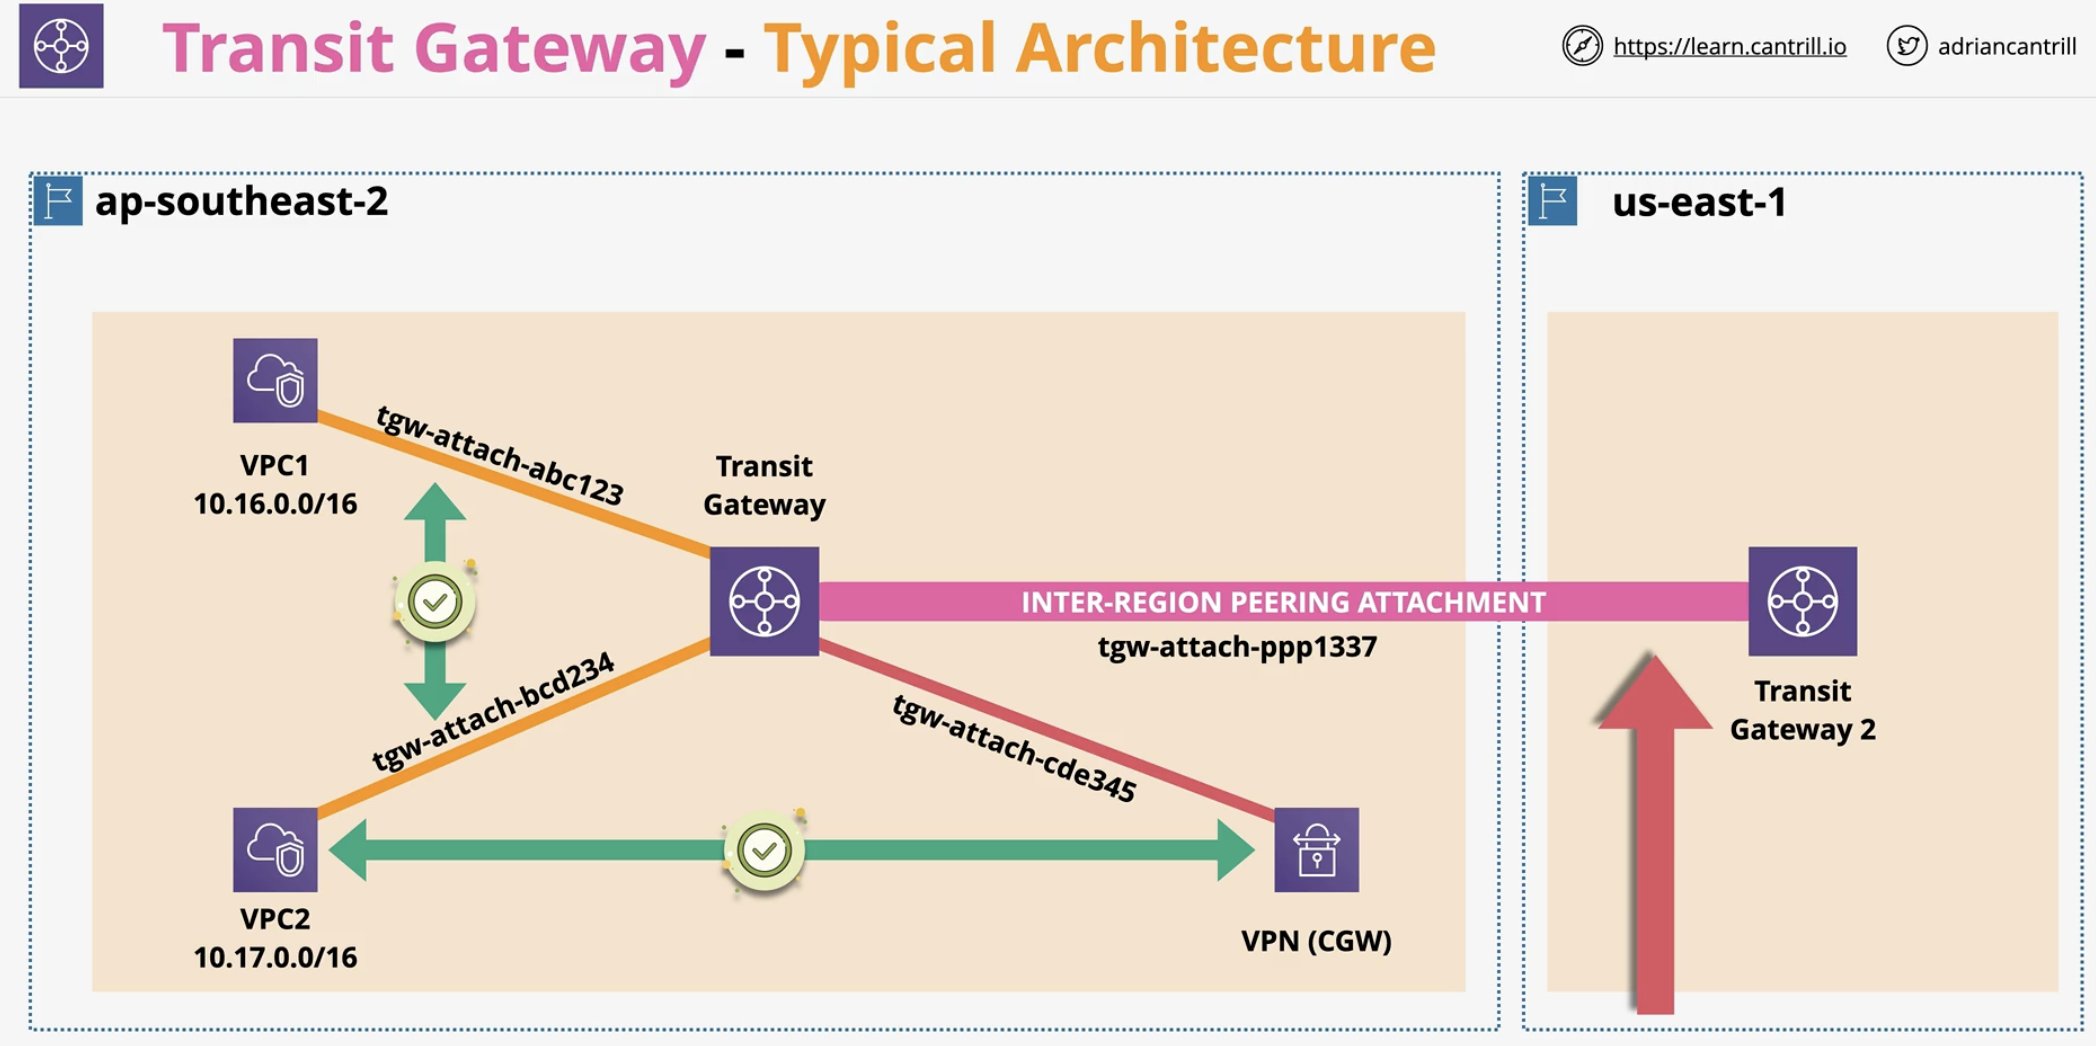 Transit Gateway - Typical Architecture
https://learn.cantrill.io
adriancantrill
ap-southeast-2
us-east-1
VPC1
10.16.0.0/16
tgw-attach-abc123
Transit
Gateway
INTER-REGION PEERING ATTACHMENT
tgw-attach-ppp1337
Transit
Gateway 2
tgw-attach-bcd234
tgw-attach-cde345
VPC2
10.17.0.0/16
VPN (CGW)